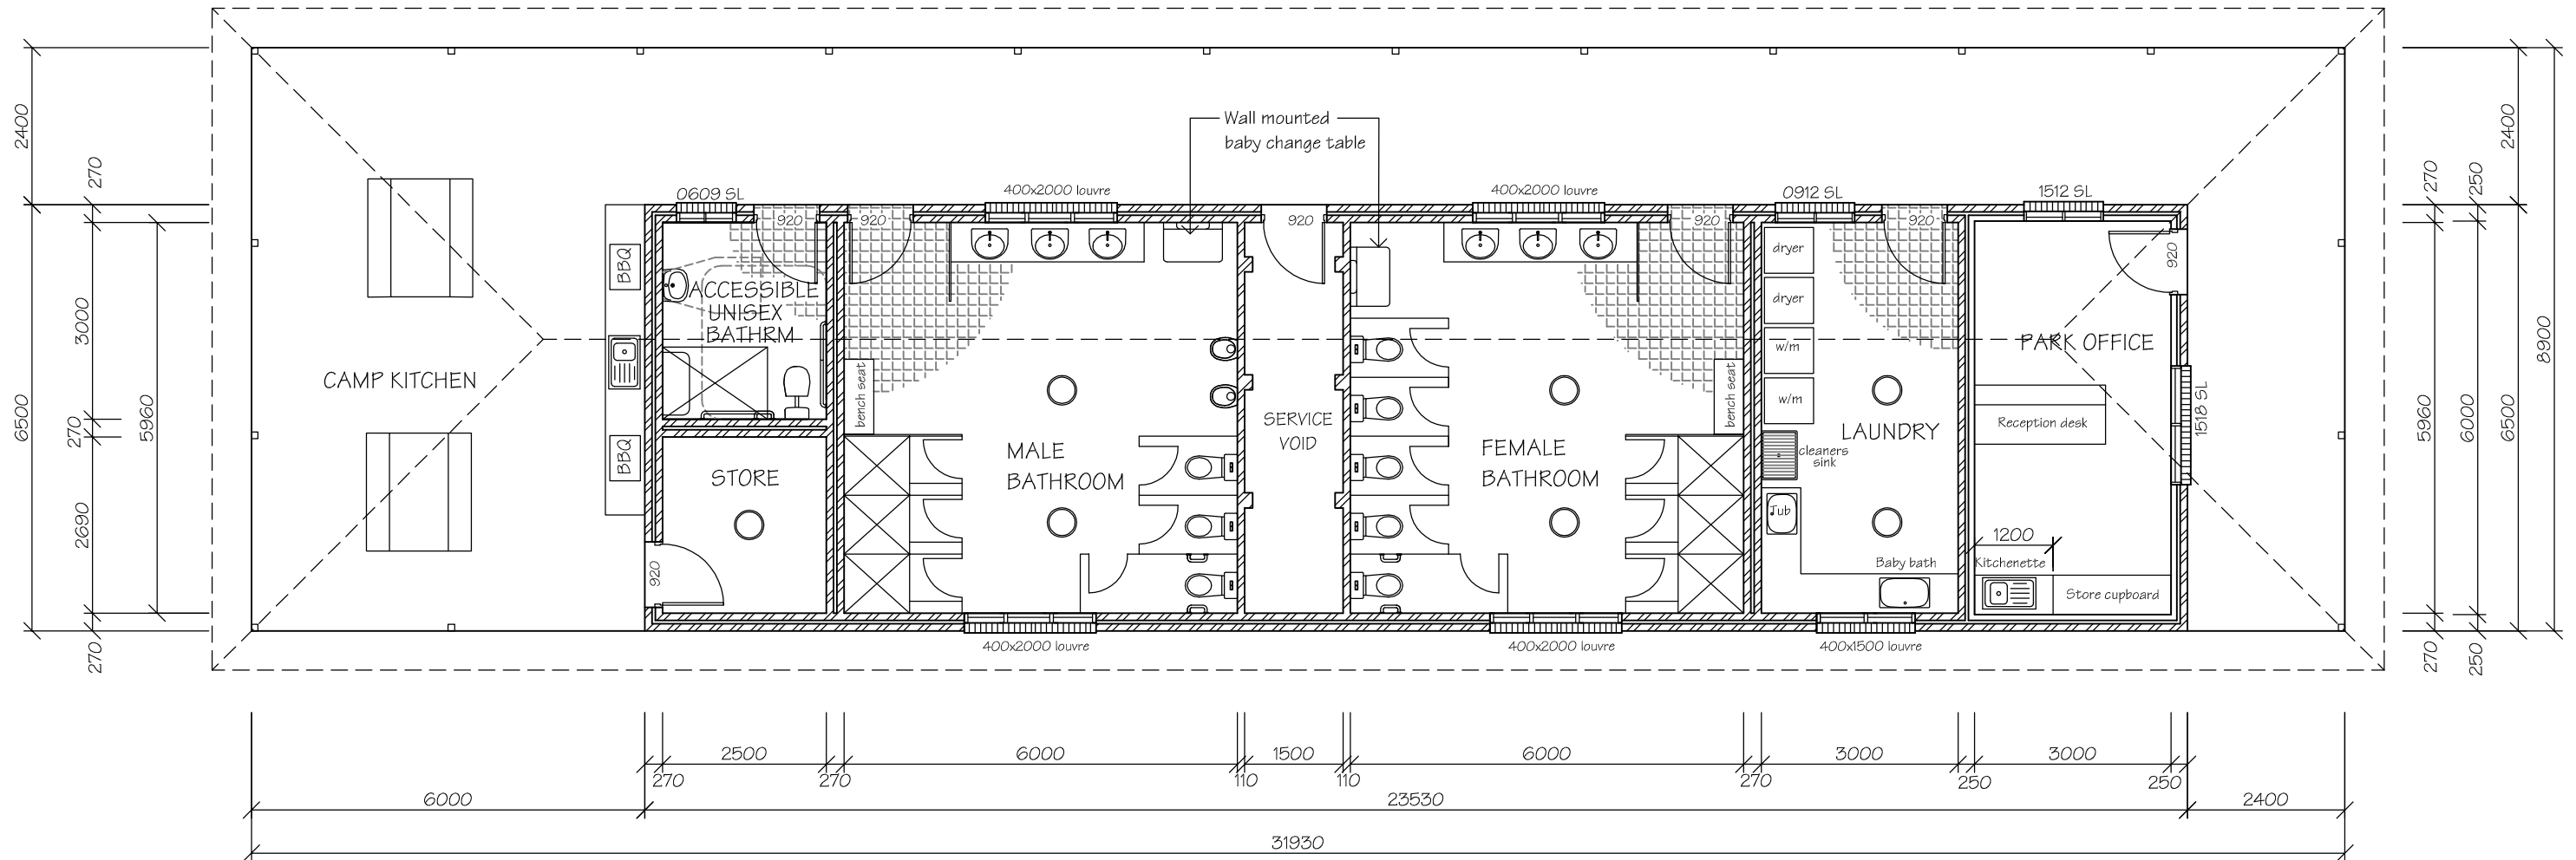 Wall mounted
baby change table
0609 SL
400x2000 louvre
400x2000 louvre
0912 SL
1512 SL
920
920
920
920
920
920
2400
270
6500
3000
270
5960
2690
270
CAMP KITCHEN
BBQ
BBQ
ACCESSIBLE
UNISEX
BATHRM
STORE
920
bench seat
MALE
BATHROOM
SERVICE
VOID
FEMALE
BATHROOM
bench seat
dryer
dryer
w/m
w/m
cleaners
sink
Tub
LAUNDRY
Baby bath
PARK OFFICE
Reception desk
1200
Kitchenette
Store cupboard
1518 SL
400x2000 louvre
400x2000 louvre
400x1500 louvre
270
250
2400
5960
6000
6500
8900
270
250
2500
6000
1500
6000
3000
3000
270
270
110
110
270
250
250
6000
23530
2400
31930